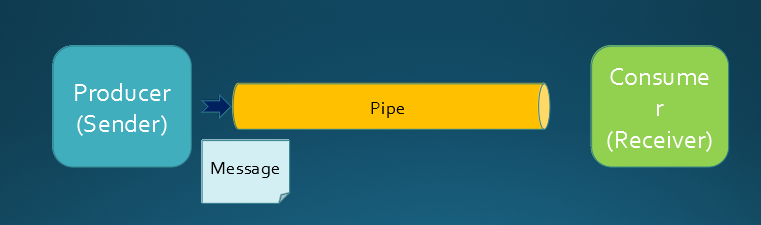 Producer
(Sender)
Pipe
Message
Consume
r
(Receiver)